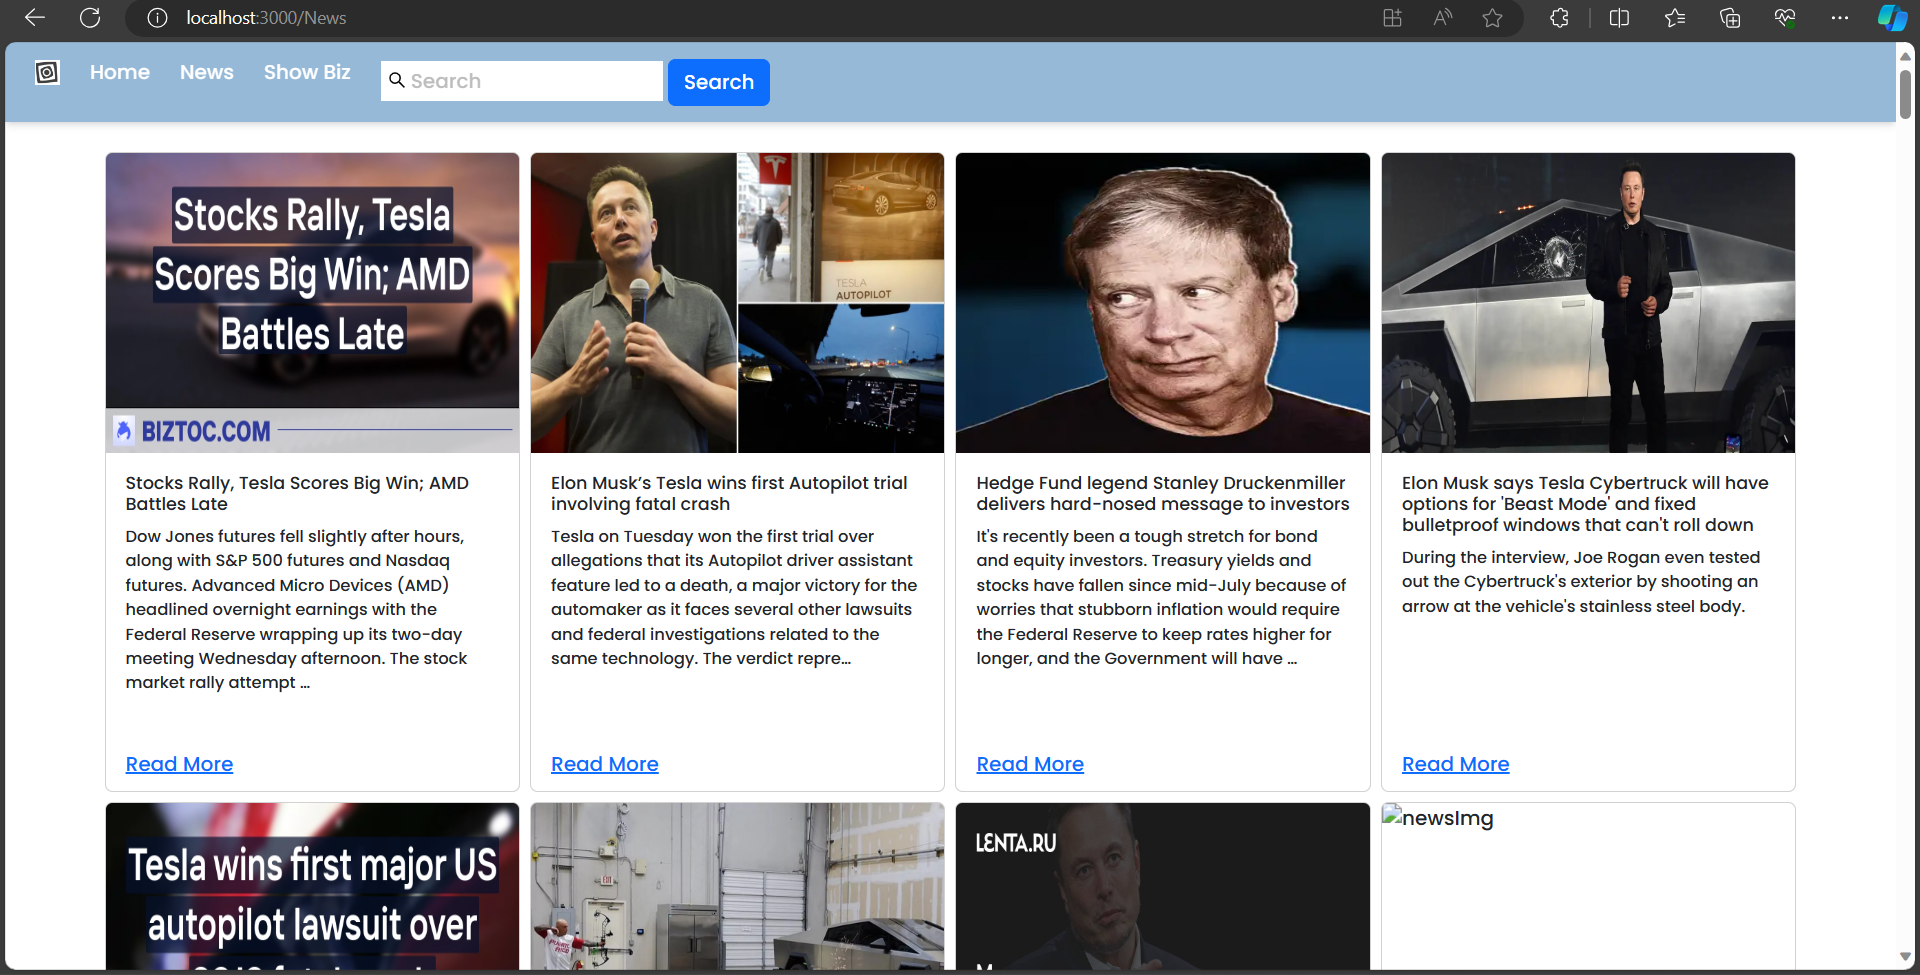 localhost:3000/News
Home News Show Biz Search Search
Stocks Rally, Tesla
Scores Big Win; AMD
Battles Late
BIZTOC.COM
TESLA
AUTOPILOT
Stocks Rally, Tesla Scores Big Win; AMD
Battles Late
Dow Jones futures fell slightly after hours,
along with S&P 500 futures and Nasdaq
futures. Advanced Micro Devices (AMD)
headlined overnight earnings with the
Federal Reserve wrapping up its two-day
meeting Wednesday afternoon. The stock
market rally attempt ...
Read More
Elon Musk’s Tesla wins first Autopilot trial
involving fatal crash
Tesla on Tuesday won the first trial over
allegations that its Autopilot driver assistant
feature led to a death, a major victory for the
automaker as it faces several other lawsuits
and federal investigations related to the
same technology. The verdict repre…
Read More
Hedge Fund legend Stanley Druckenmiller
delivers hard-nosed message to investors
It's recently been a tough stretch for bond
and equity investors. Treasury yields and
stocks have fallen since mid-July because of
worries that stubborn inflation would require
the Federal Reserve to keep rates higher for
longer, and the Government will have ...
Read More
Elon Musk says Tesla Cybertruck will have
options for 'Beast Mode' and fixed
bulletproof windows that can't roll down
During the interview, Joe Rogan even tested
out the Cybertruck's exterior by shooting an
arrow at the vehicle's stainless steel body.
Read More
Tesla wins first major US
autopilot lawsuit over
EXIT
LENTA.RU
newsImg